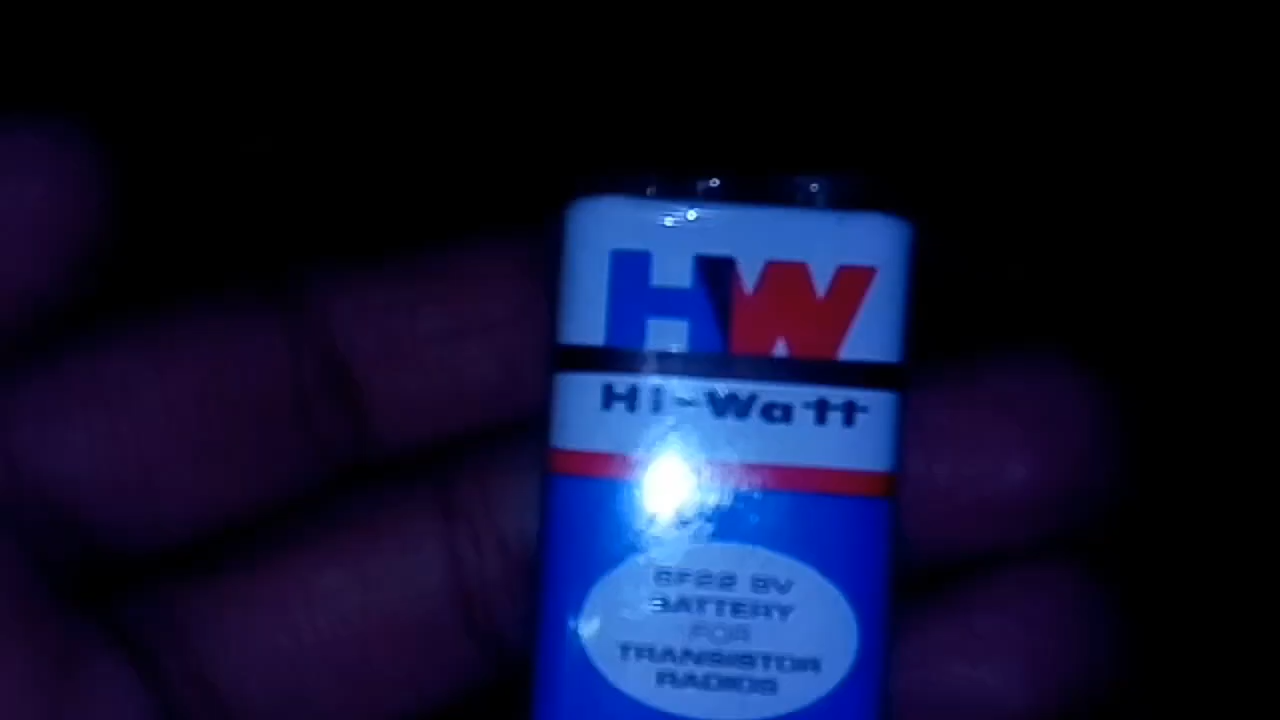 HW
Hi-Watt
6F22 9V
BATTERY
FOR
TRANSISTOR
RADIOS